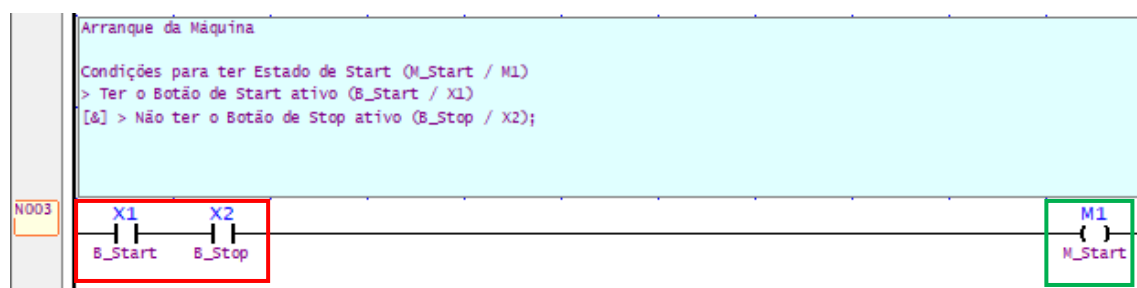 Arranque da Máquina
Condições para ter Estado de Start (M_Start / M1)
> Ter o Botão de Start ativo (B_Start / X1)
[&] > Não ter o Botão de Stop ativo (B_Stop / X2);
N003
X1 X2 M1
B_Start B_Stop M_Start